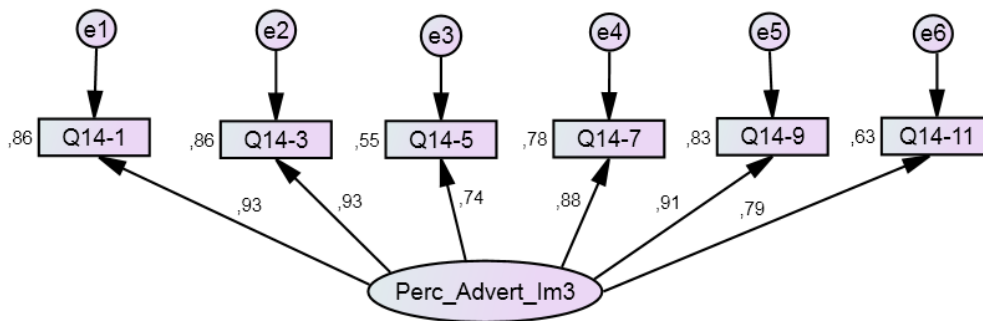 e1 e2 e3 e4 e5 e6
,86 Q14-1 ,86 Q14-3 ,55 Q14-5 ,78 Q14-7 ,83 Q14-9 ,63 Q14-11
,93 ,93 ,74 ,88 ,91 ,79
Perc_Advert_Im3